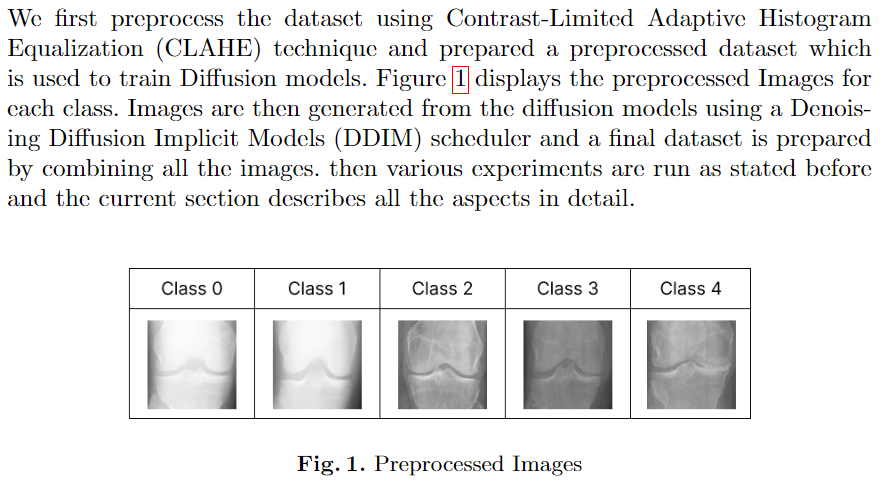 We first preprocess the dataset using Contrast-Limited Adaptive Histogram
Equalization (CLAHE) technique and prepared a preprocessed dataset which
is used to train Diffusion models. Figure 1 displays the preprocessed Images for
each class. Images are then generated from the diffusion models using a Denois-
ing Diffusion Implicit Models (DDIM) scheduler and a final dataset is prepared
by combining all the images. then various experiments are run as stated before
and the current section describes all the aspects in detail.
Class 0 Class 1 Class 2 Class 3 Class 4
Fig. 1. Preprocessed Images